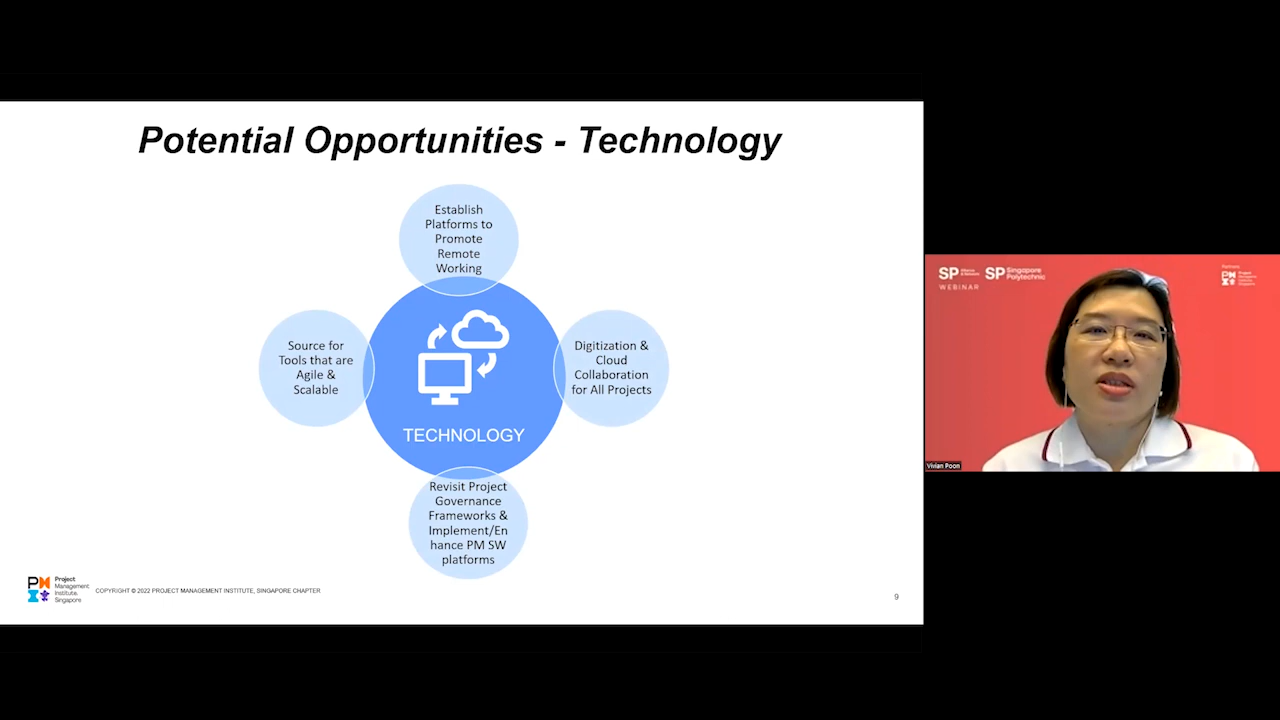 Potential Opportunities - Technology
Establish
Platforms to
Promote
Remote
Working
Source for
Tools that are
Agile &
Scalable
Digitization &
Cloud
Collaboration
for All Projects
TECHNOLOGY
Revisit Project
Governance
Frameworks &
Implement/En
hance PM SW
platforms
Project
Management
Institute,
Singapore
COPYRIGHT © 2022 PROJECT MANAGEMENT INSTITUTE, SINGAPORE CHAPTER
9
SP
SP Singapore
Polytechnic
WEBINAR
Vivian Poon